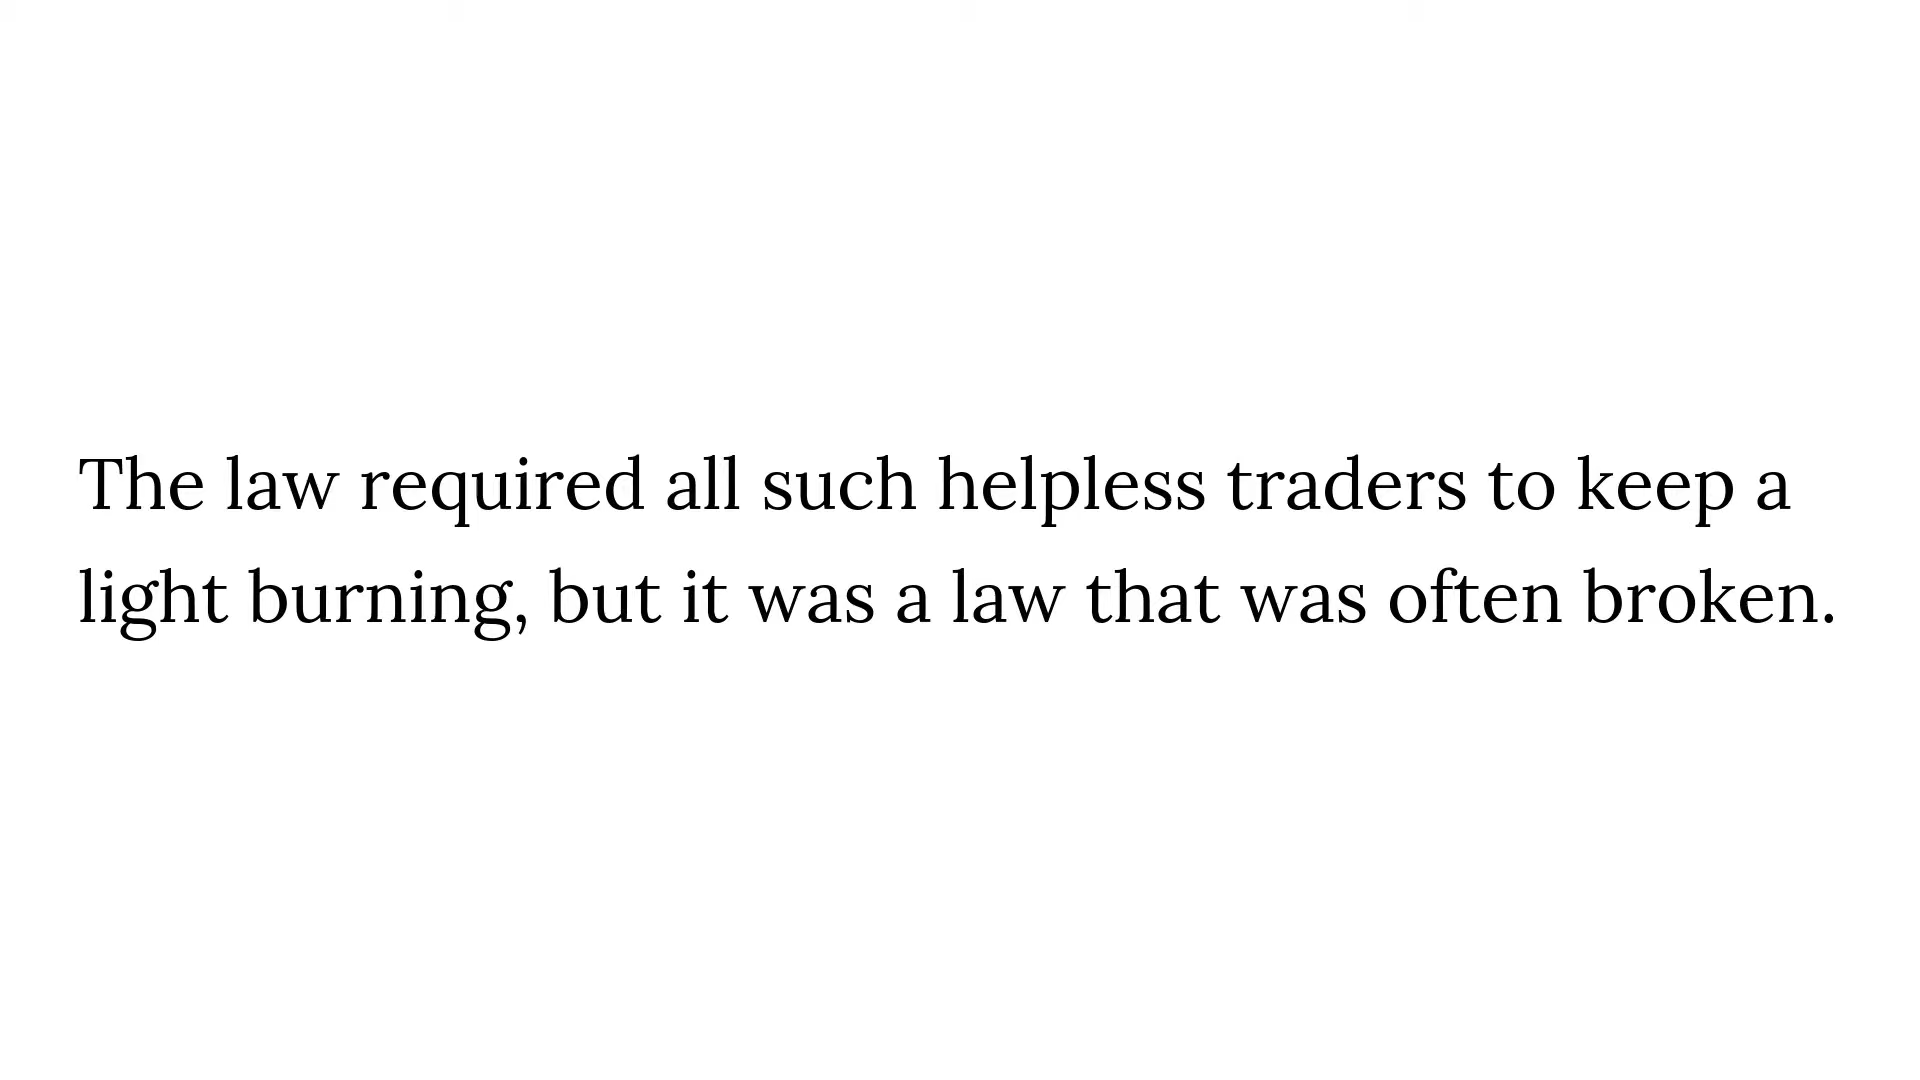 The law required all such helpless traders to keep a
light burning, but it was a law that was often broken.